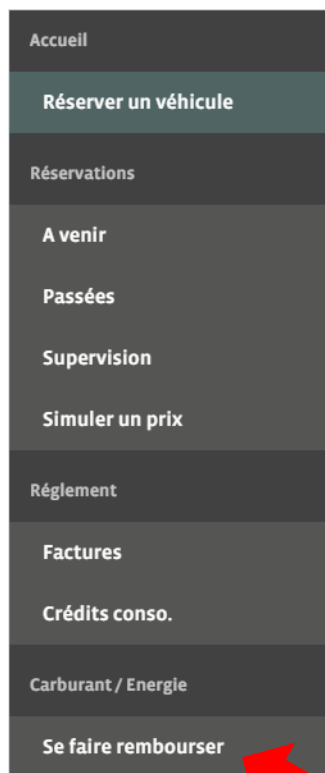 Accueil
Réserver un véhicule
Réservations
A venir
Passées
Supervision
Simuler un prix
Réglement
Factures
Crédits conso.
Carburant / Energie
Se faire rembourser